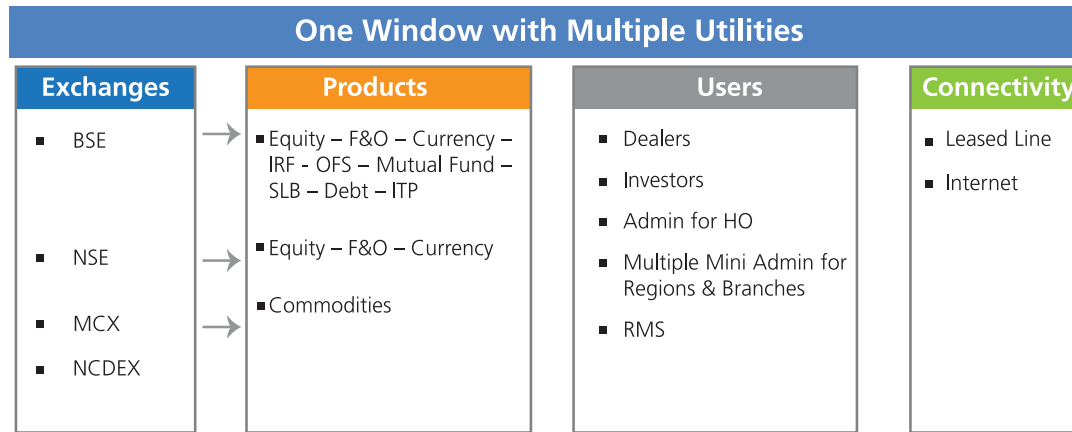 One Window with Multiple Utilities
Exchanges
▪ BSE
▪ NSE
▪ MCX
▪ NCDEX
Products
▪ Equity – F&O – Currency –
IRF - OFS – Mutual Fund –
SLB – Debt – ITP
▪ Equity – F&O – Currency
▪ Commodities
Users
▪ Dealers
▪ Investors
▪ Admin for HO
▪ Multiple Mini Admin for
Regions & Branches
▪ RMS
Connectivity
▪ Leased Line
▪ Internet